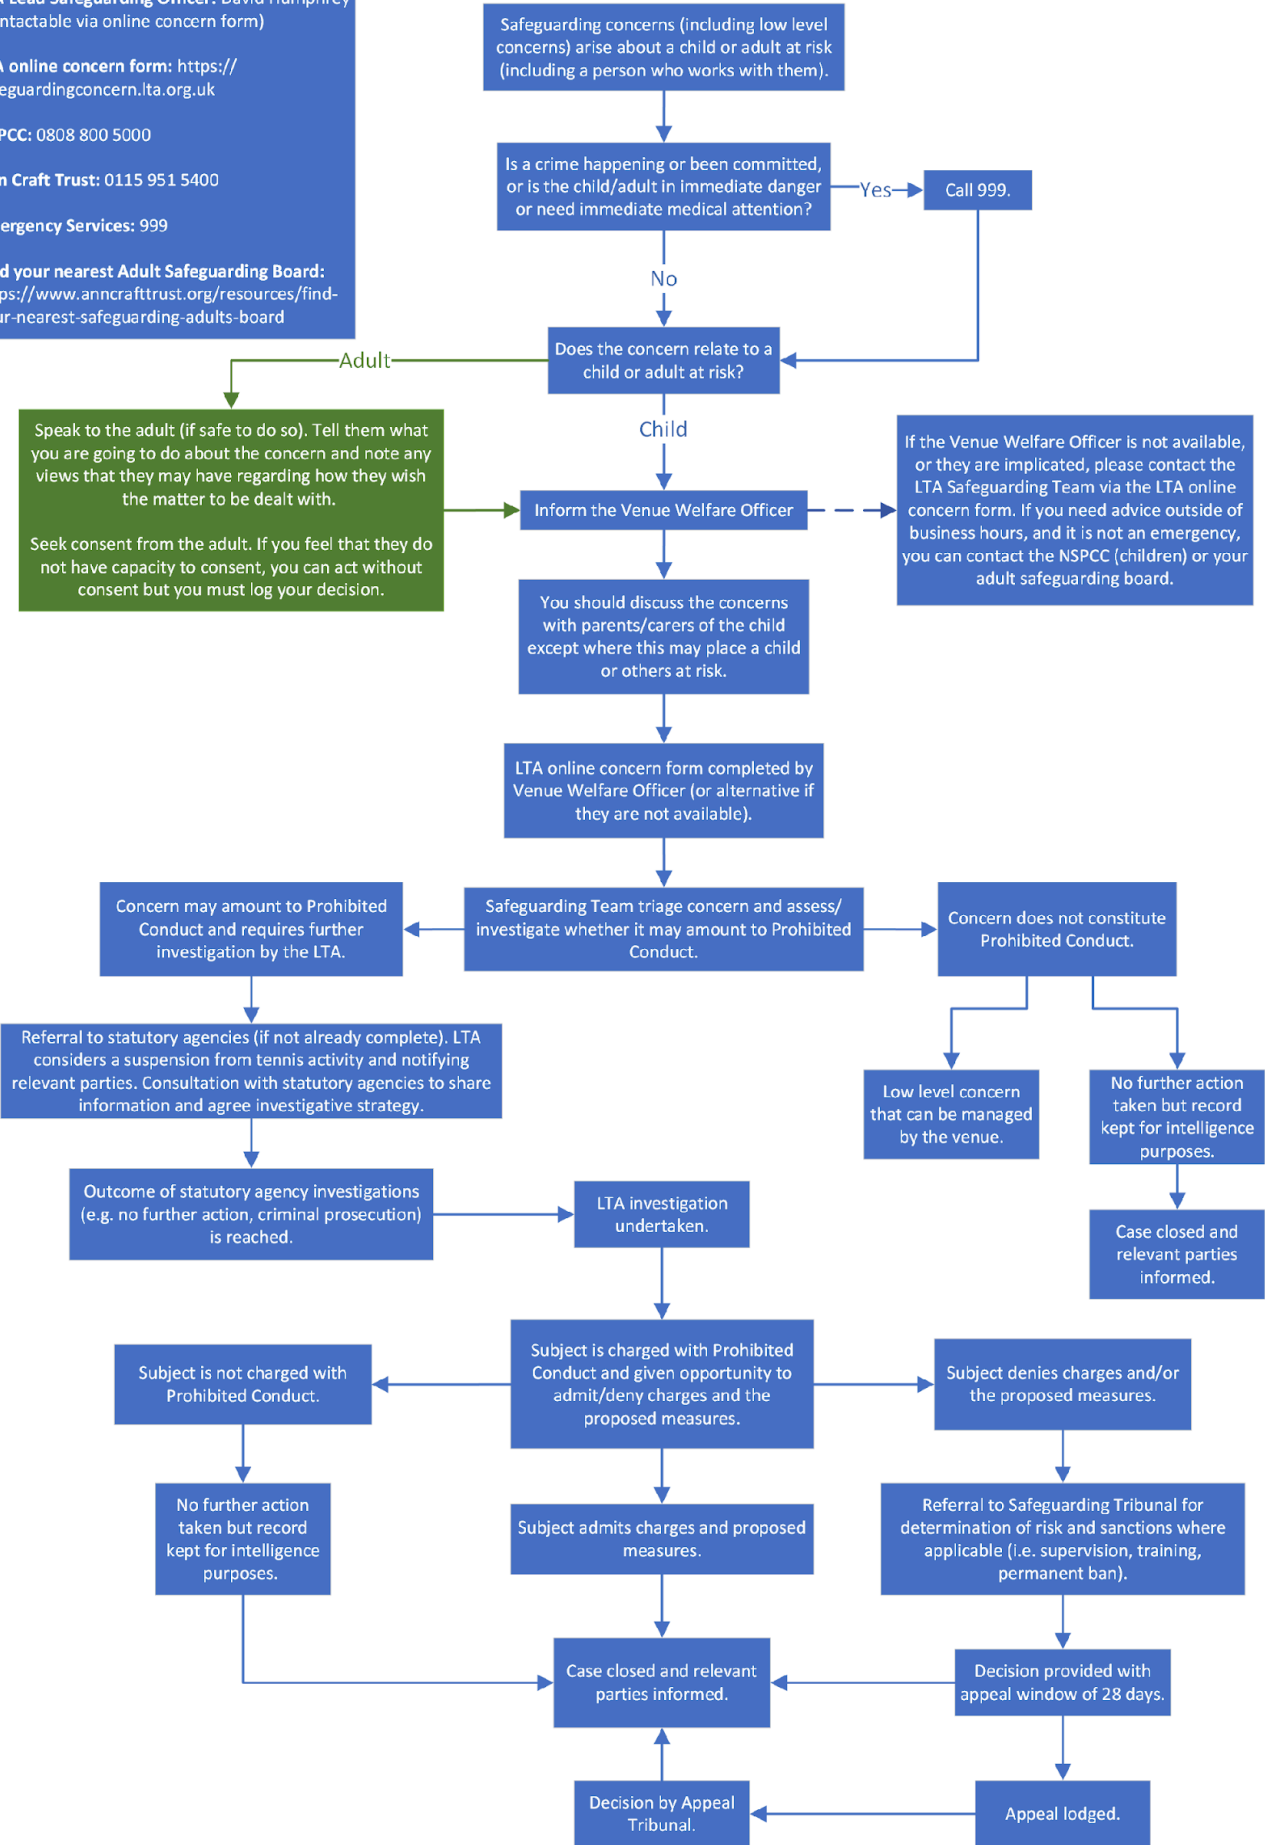 Lead Safeguarding Officer: David Humphrey
ntactable via online concern form)
online concern form: https://
eguardingconcern.lta.org.uk
PCC: 0808 800 5000
n Craft Trust: 0115 951 5400
ergency Services: 999
d your nearest Adult Safeguarding Board:
ps://www.anncrafttrust.org/resources/find-
ur-nearest-safeguarding-adults-board
Safeguarding concerns (including low level
concerns) arise about a child or adult at risk
(including a person who works with them).
Is a crime happening or been committed,
or is the child/adult in immediate danger
or need immediate medical attention?
Yes
Call 999.
No
Does the concern relate to a
child or adult at risk?
Adult
Child
Speak to the adult (if safe to do so). Tell them what
you are going to do about the concern and note any
views that they may have regarding how they wish
the matter to be dealt with.
Seek consent from the adult. If you feel that they do
not have capacity to consent, you can act without
consent but you must log your decision.
Inform the Venue Welfare Officer
If the Venue Welfare Officer is not available,
or they are implicated, please contact the
LTA Safeguarding Team via the LTA online
concern form. If you need advice outside of
business hours, and it is not an emergency,
you can contact the NSPCC (children) or your
adult safeguarding board.
You should discuss the concerns
with parents/carers of the child
except where this may place a child
or others at risk.
LTA online concern form completed by
Venue Welfare Officer (or alternative if
they are not available).
Concern may amount to Prohibited
Conduct and requires further
investigation by the LTA.
Safeguarding Team triage concern and assess/
investigate whether it may amount to Prohibited
Conduct.
Concern does not constitute
Prohibited Conduct.
Referral to statutory agencies (if not already complete). LTA
considers a suspension from tennis activity and notifying
relevant parties. Consultation with statutory agencies to share
information and agree investigative strategy.
Low level concern
that can be managed
by the venue.
No further action
taken but record
kept for intelligence
purposes.
Outcome of statutory agency investigations
(e.g. no further action, criminal prosecution)
is reached.
LTA investigation
undertaken.
Case closed and
relevant parties
informed.
Subject is not charged with
Prohibited Conduct.
Subject is charged with Prohibited
Conduct and given opportunity to
admit/deny charges and the
proposed measures.
Subject denies charges and/or
the proposed measures.
No further action
taken but record
kept for intelligence
purposes.
Subject admits charges and proposed
measures.
Referral to Safeguarding Tribunal for
determination of risk and sanctions where
applicable (i.e. supervision, training,
permanent ban).
Case closed and relevant
parties informed.
Decision provided with
appeal window of 28 days.
Decision by Appeal
Tribunal.
Appeal lodged.